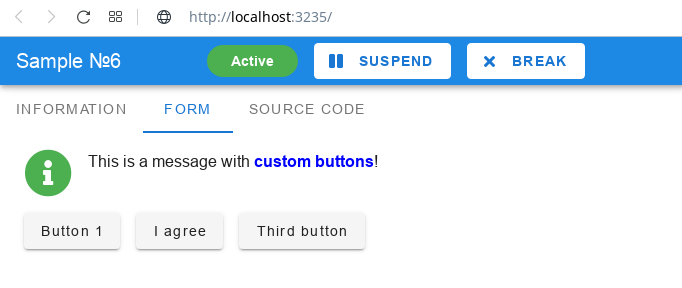 http://localhost:3235/
Sample №6 Active SUSPEND BREAK
INFORMATION FORM SOURCE CODE
This is a message with custom buttons!
Button 1 I agree Third button